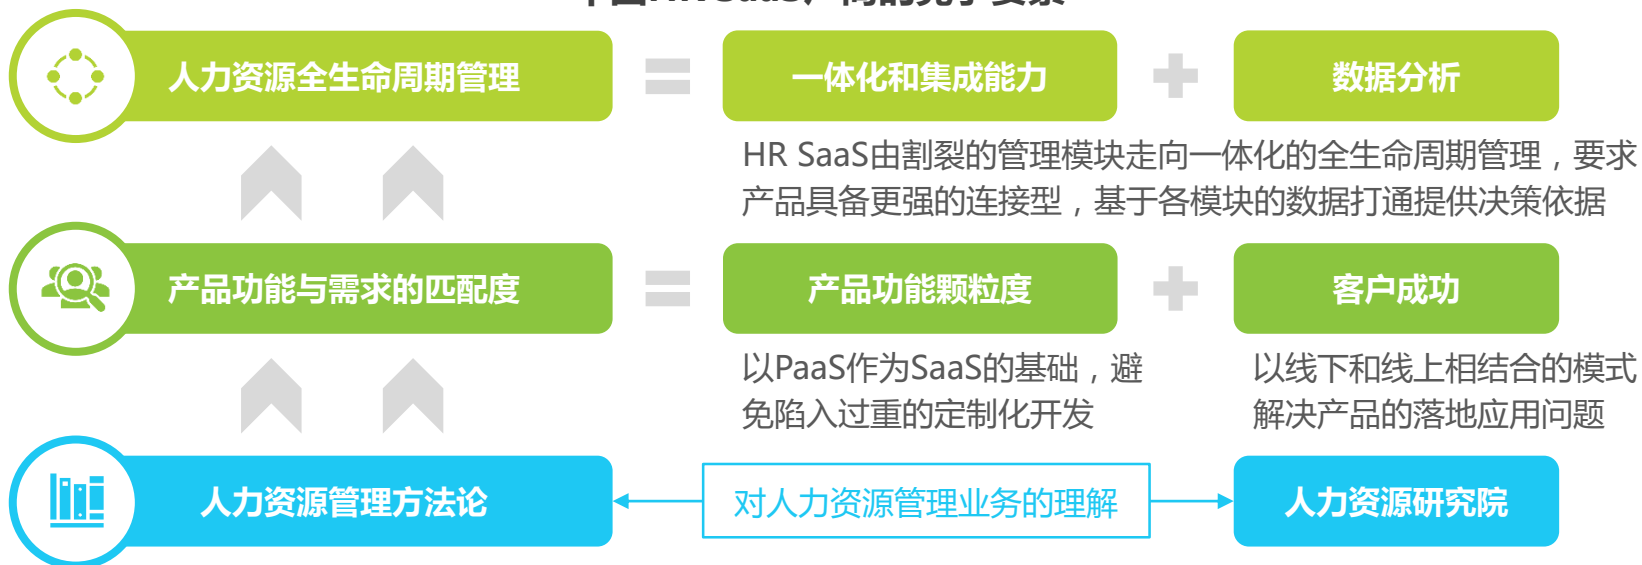 人力资源全生命周期管理
一体化和集成能力
数据分析
HR SaaS由割裂的管理模块走向一体化的全生命周期管理，要求
产品具备更强的连接型，基于各模块的数据打通提供决策依据
产品功能与需求的匹配度
产品功能颗粒度
客户成功
以PaaS作为SaaS的基础，避
免陷入过重的定制化开发
以线下和线上相结合的模式
解决产品的落地应用问题
人力资源管理方法论
对人力资源管理业务的理解
人力资源研究院